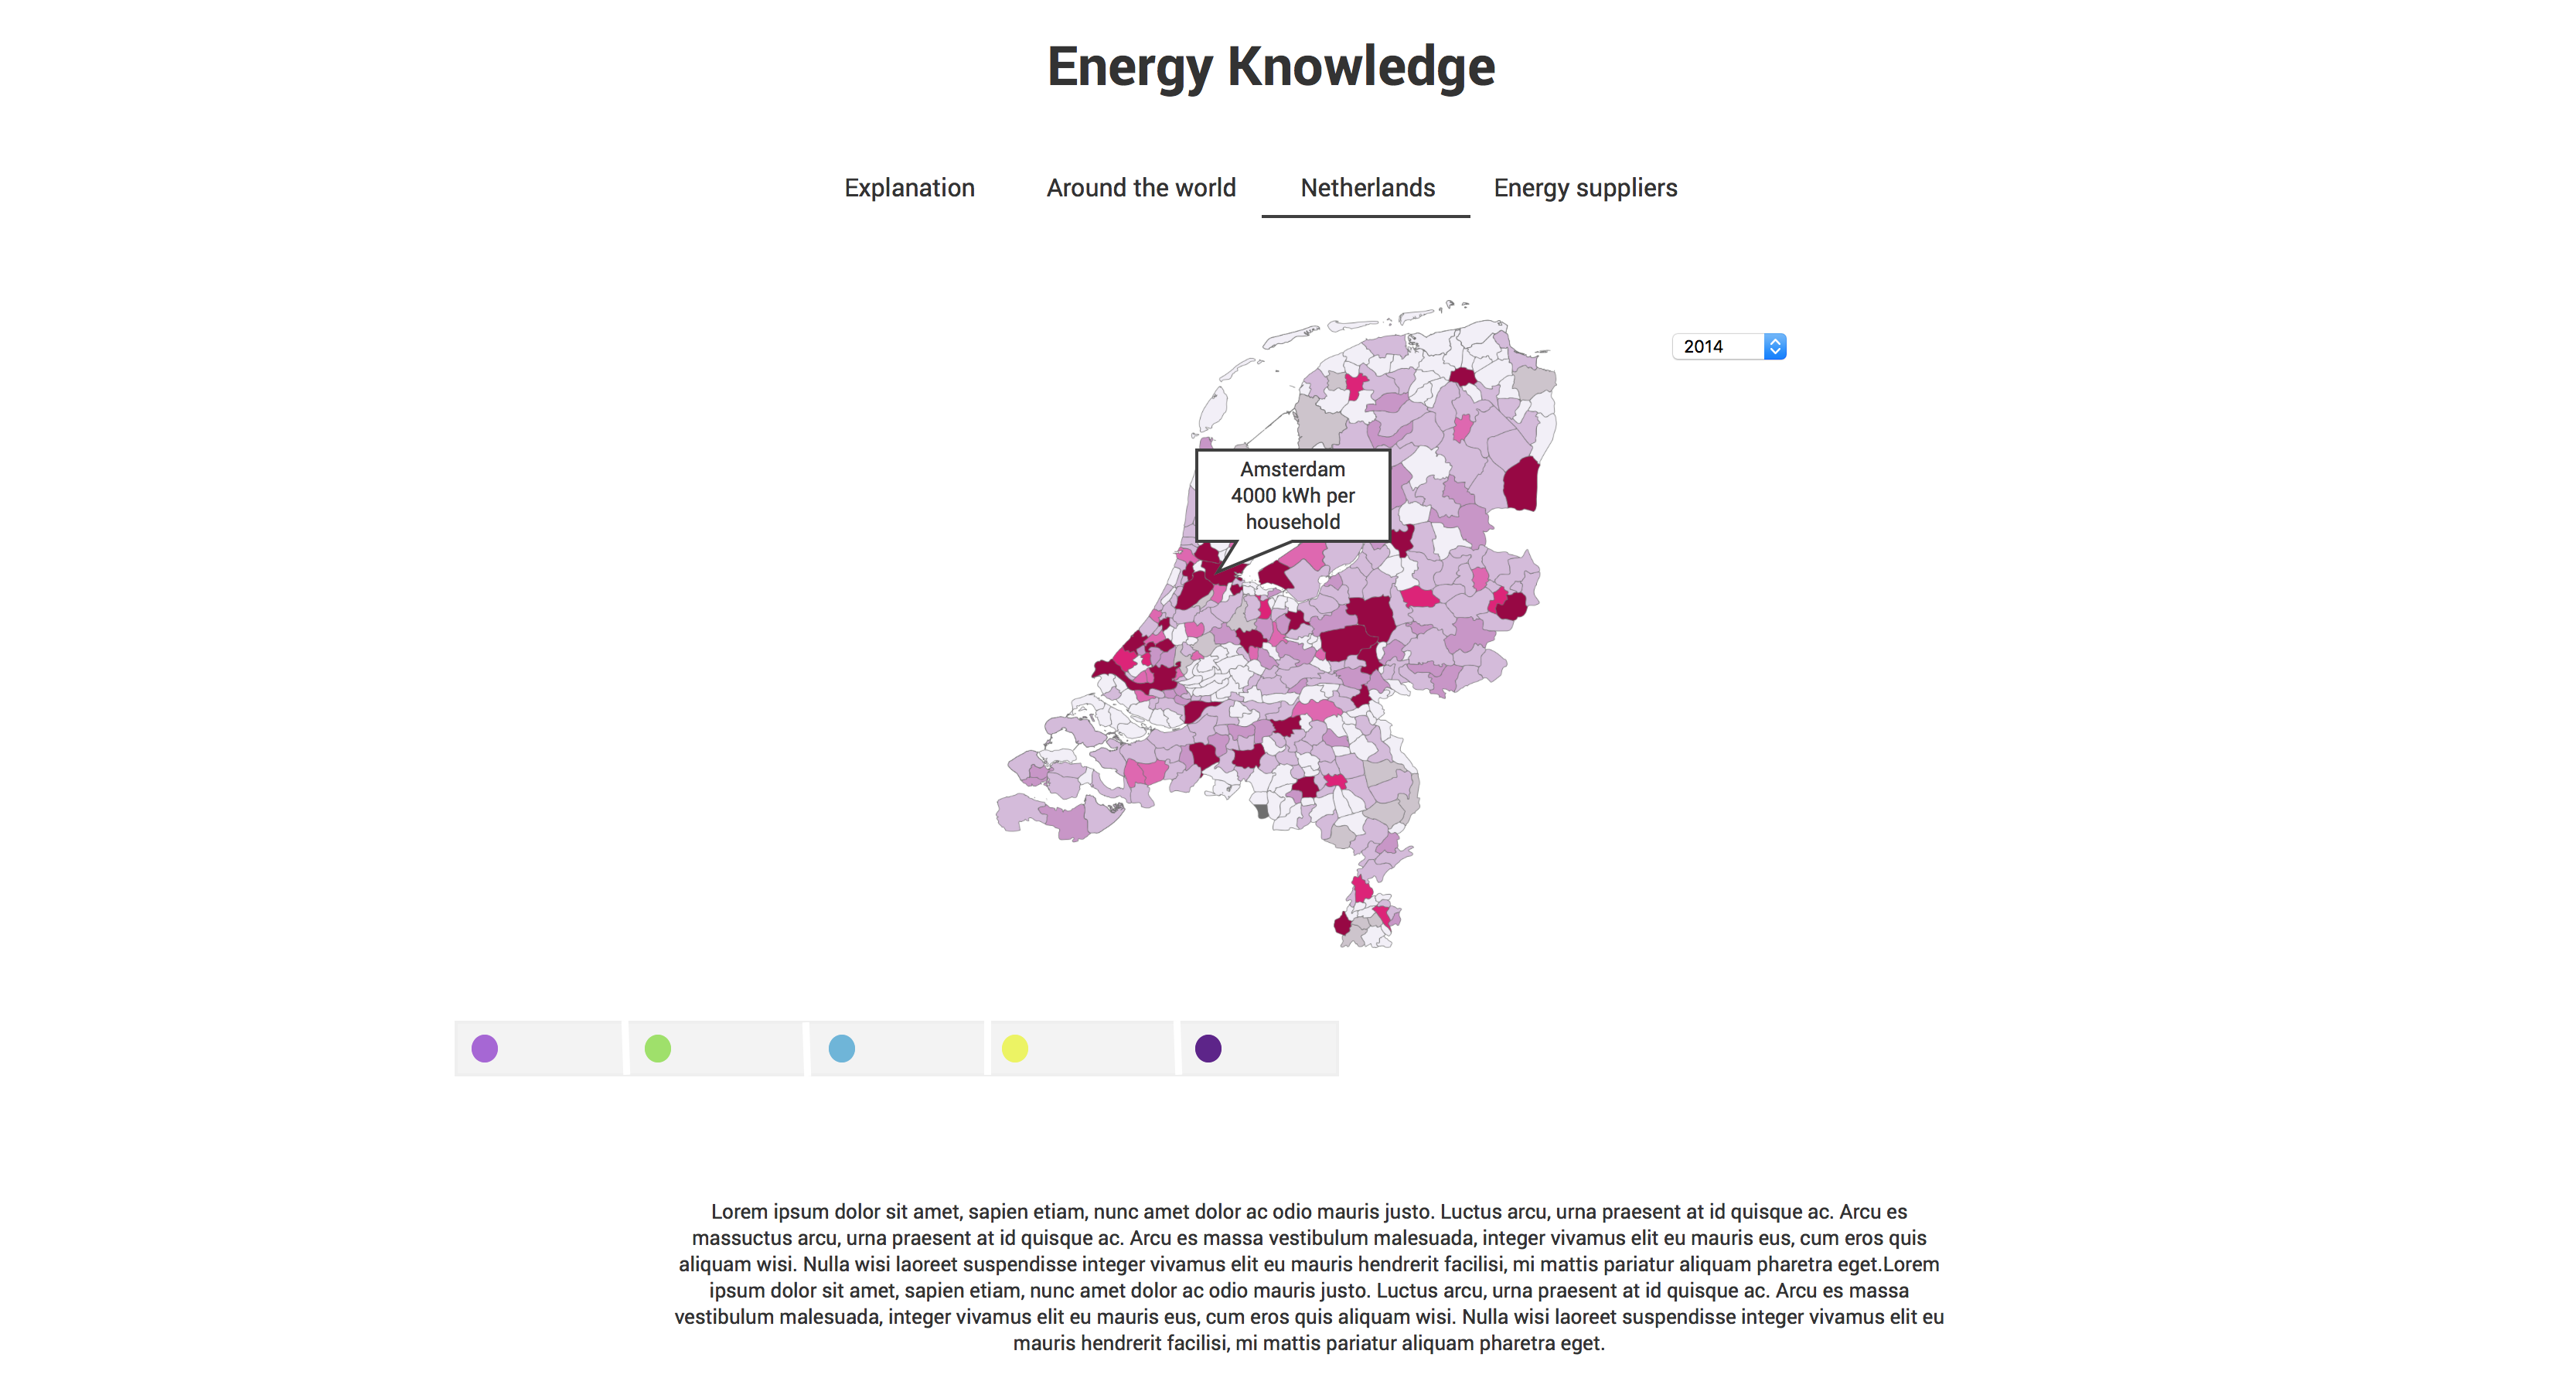 Energy Knowledge
Explanation
Around the world
Netherlands
Energy suppliers
2014
Amsterdam
4000 kWh per
household
Lorem ipsum dolor sit amet, sapien etiam, nunc amet dolor ac odio mauris justo. Luctus arcu, urna praesent at id quisque ac. Arcu es
massuctus arcu, urna praesent at id quisque ac. Arcu es massa vestibulum malesuada, integer vivamus elit eu mauris eus, cum eros quis
aliquam wisi. Nulla wisi laoreet suspendisse integer vivamus elit eu mauris hendrerit facilisi, mi mattis pariatur aliquam pharetra eget.Lorem
ipsum dolor sit amet, sapien etiam, nunc amet dolor ac odio mauris justo. Luctus arcu, urna praesent at id quisque ac. Arcu es massa
vestibulum malesuada, integer vivamus elit eu mauris eus, cum eros quis aliquam wisi. Nulla wisi laoreet suspendisse integer vivamus elit eu
mauris hendrerit facilisi, mi mattis pariatur aliquam pharetra eget.